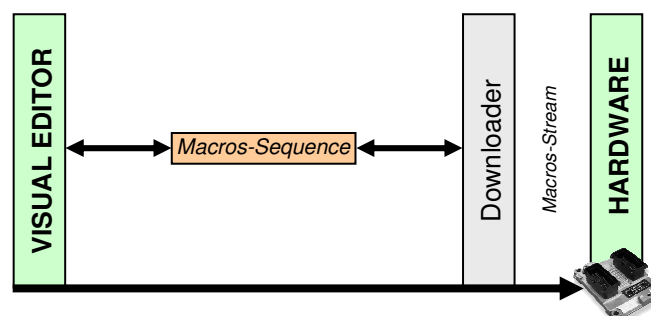 VISUAL EDITOR
Macros-Sequence
Downloader
Macros-Stream
HARDWARE